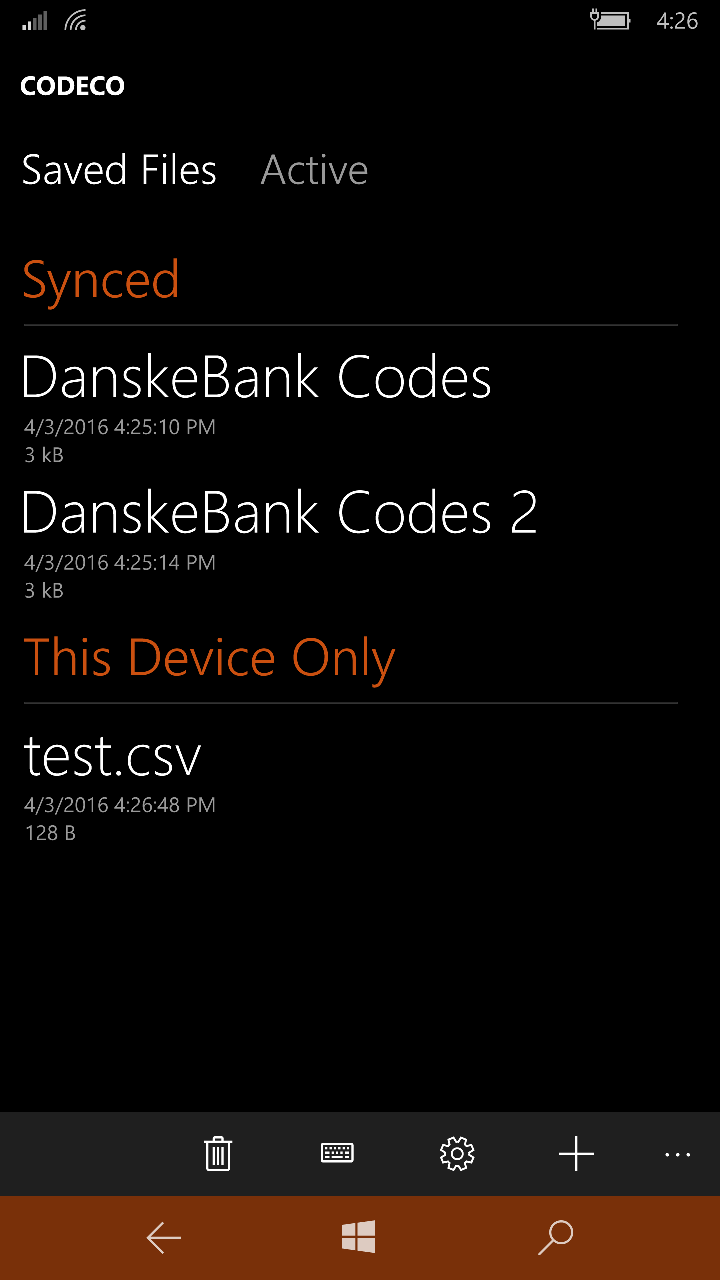 4:26
CODECO
Saved Files Active
Synced
DanskeBank Codes
4/3/2016 4:25:10 PM
3 kB
DanskeBank Codes 2
4/3/2016 4:25:14 PM
3 kB
This Device Only
test.csv
4/3/2016 4:26:48 PM
128 B